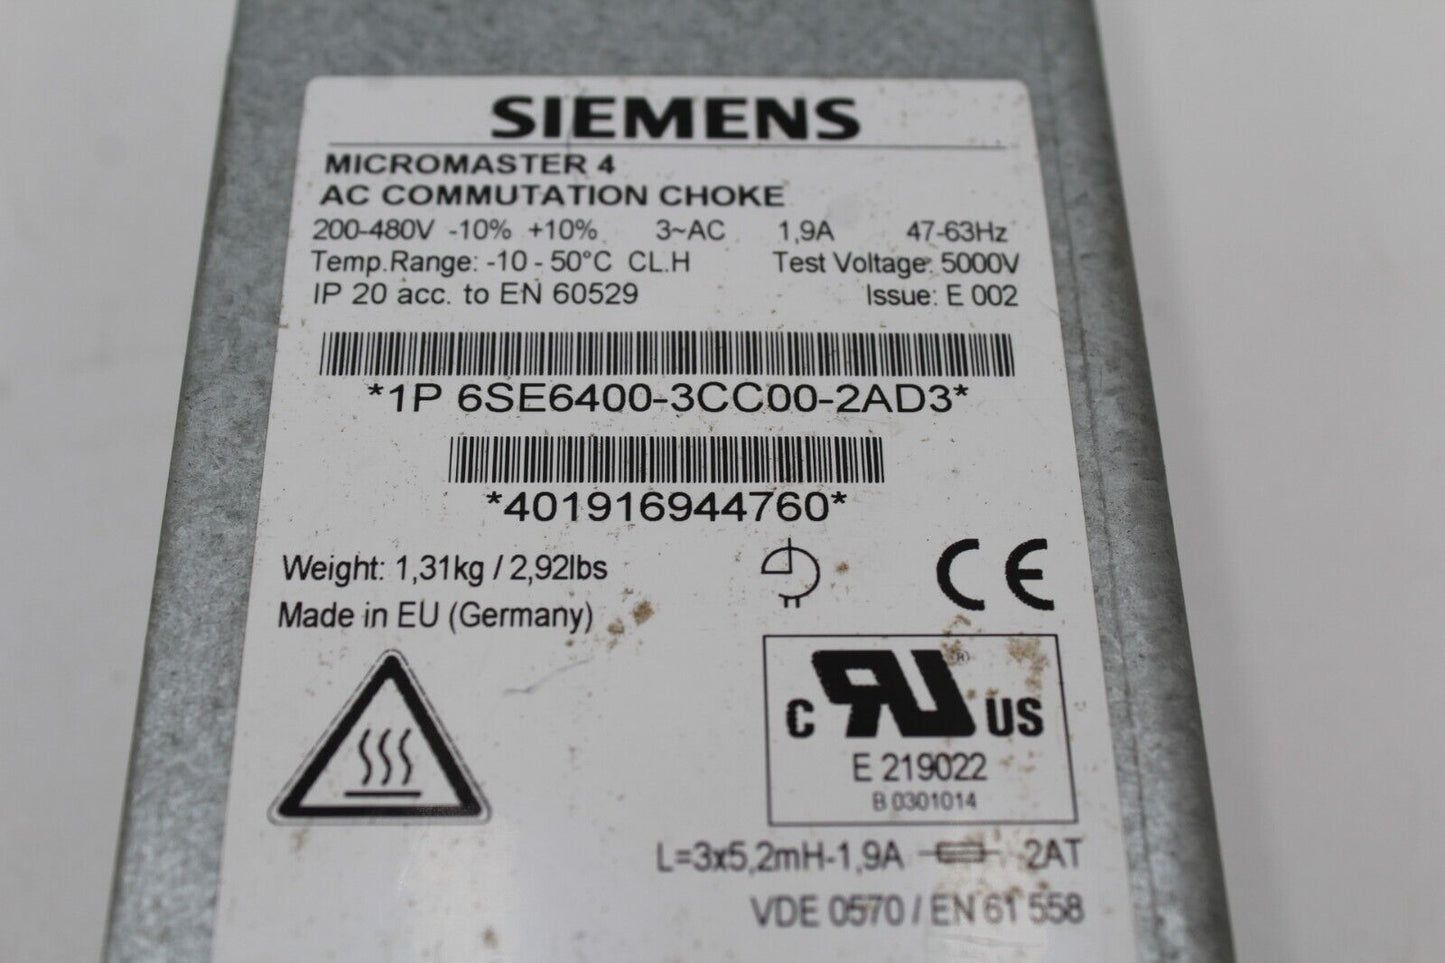 SIEMENS
MICROMASTER 4
AC COMMUTATION CHOKE
200-480V -10% +10% 3~AC 1,9A 47-63Hz
Temp.Range: -10 - 50°C CL.H Test Voltage: 5000V
IP 20 acc. to EN 60529 Issue: E 002
*1P 6SE6400-3CC00-2AD3*
*401916944760*
Weight: 1,31kg / 2,92lbs
Made in EU (Germany)
CE
C RU ® US
E 219022
B 0301014
L=3x5,2mH-1,9A 2AT
VDE 0570 / EN 61 558